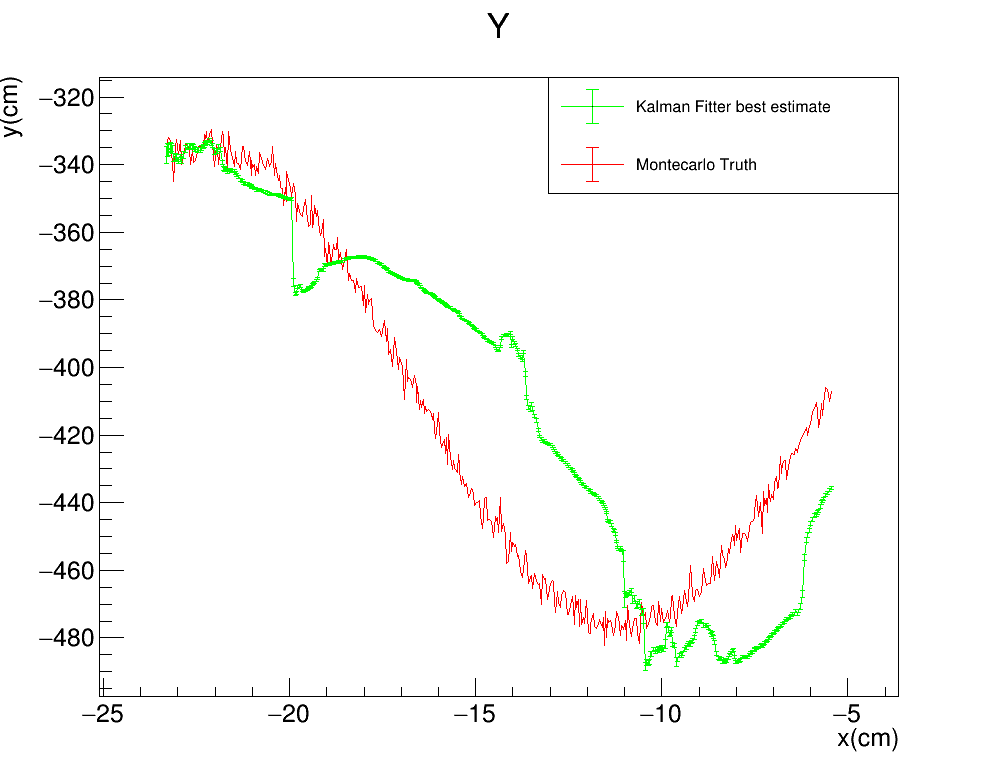 Y
y(cm)
Kalman Fitter best estimate
Montecarlo Truth
−320
−340
−360
−380
−400
−420
−440
−460
−480
−25 −20 −15 −10 −5
x(cm)